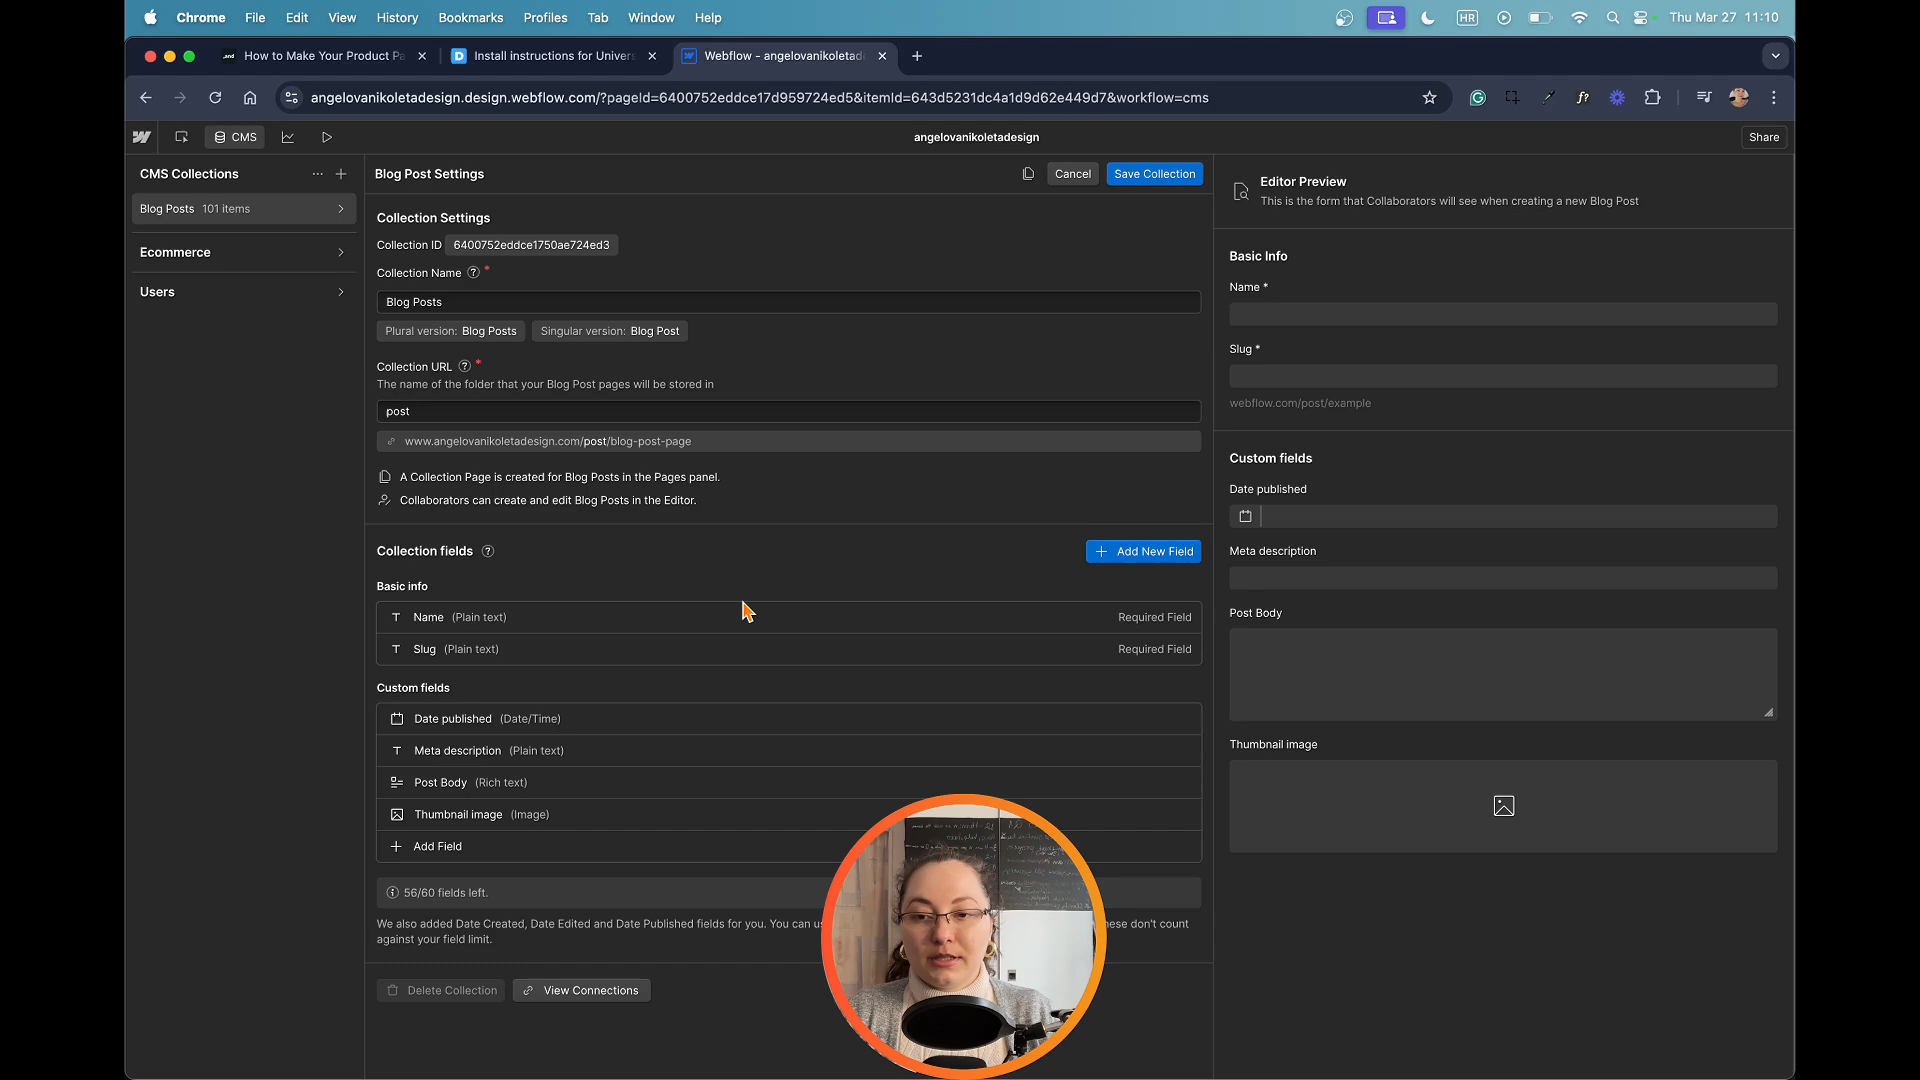 Chrome File Edit View History Bookmarks Profiles Tab Window Help
HR Thu Mar 27 11:10
.and How to Make Your Product Pa
Install instructions for Univers
Webflow - angelovanikoletad
angelovanikoletadesign.design.webflow.com/?pageId=6400752eddce17d959724ed5&itemId=643d5231dc4a1d9d62e449d7&workflow=cms
CMS
angelovanikoletadesign
Share
CMS Collections
Blog Posts 101 items
Ecommerce
Users
Blog Post Settings
Cancel
Save Collection
Collection Settings
Collection ID 6400752eddce1750ae724ed3
Collection Name ? *
Blog Posts
Plural version: Blog Posts Singular version: Blog Post
Collection URL ? *
The name of the folder that your Blog Post pages will be stored in
post
www.angelovanikoletadesign.com/post/blog-post-page
A Collection Page is created for Blog Posts in the Pages panel.
Collaborators can create and edit Blog Posts in the Editor.
Collection fields ?
Add New Field
Basic info
Name (Plain text) Required Field
Slug (Plain text) Required Field
Custom fields
Date published (Date/Time)
Meta description (Plain text)
Post Body (Rich text)
Thumbnail image (Image)
Add Field
56/60 fields left.
We also added Date Created, Date Edited and Date Published fields for you. You can us hese don't count
against your field limit.
Delete Collection
View Connections
Editor Preview
This is the form that Collaborators will see when creating a new Blog Post
Basic Info
Name *
Slug *
webflow.com/post/example
Custom fields
Date published
Meta description
Post Body
Thumbnail image